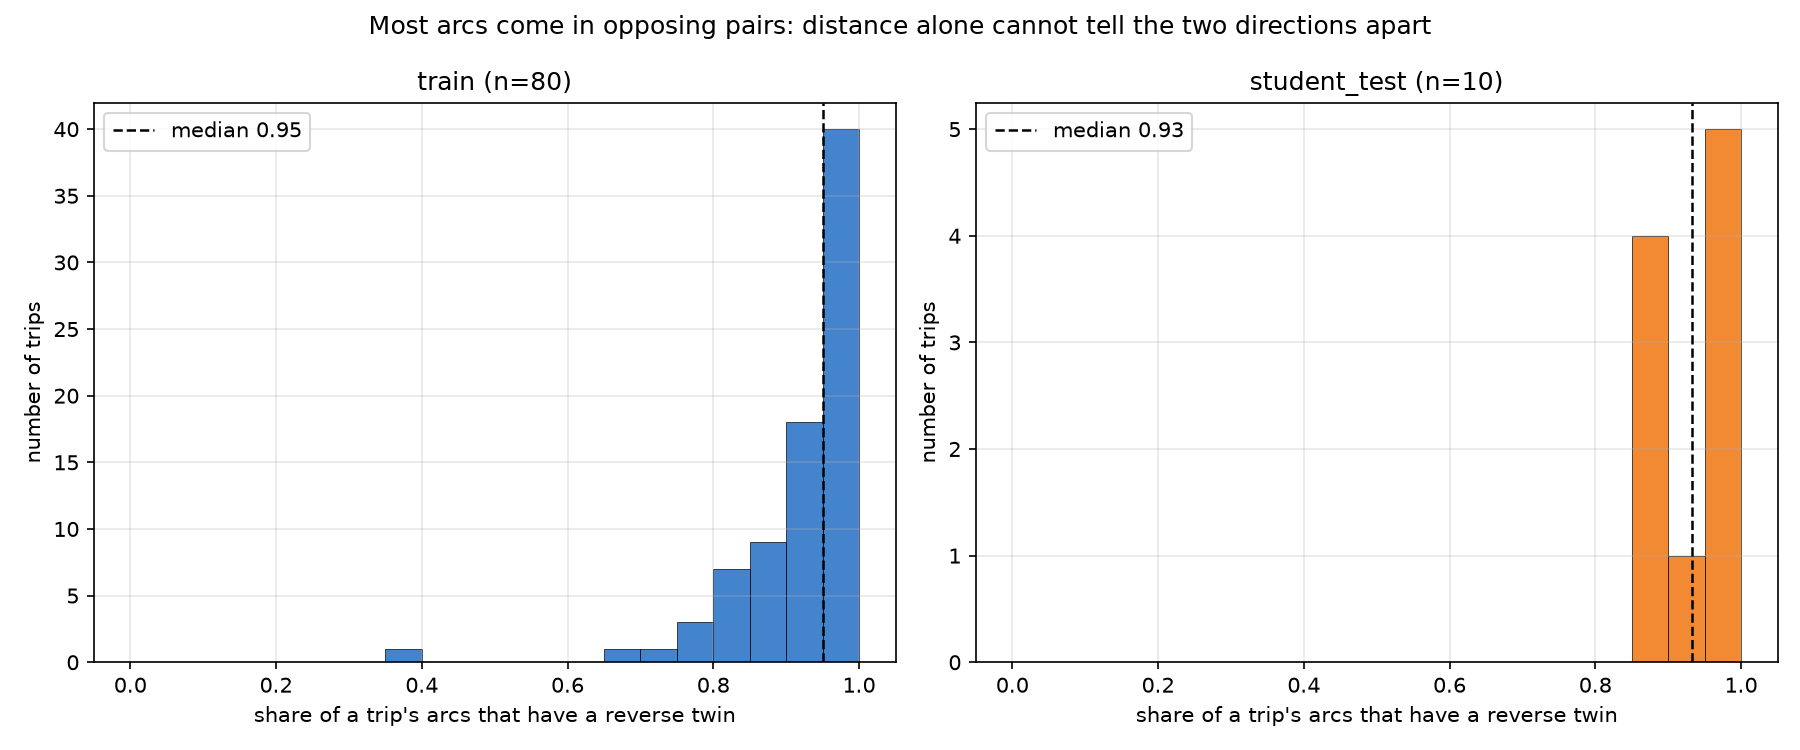 Most arcs come in opposing pairs: distance alone cannot tell the two directions apart
train (n=80)
median 0.95
number of trips
40
35
30
25
20
15
10
5
0
0.0 0.2 0.4 0.6 0.8 1.0
share of a trip's arcs that have a reverse twin
student_test (n=10)
median 0.93
number of trips
5
4
3
2
1
0
0.0 0.2 0.4 0.6 0.8 1.0
share of a trip's arcs that have a reverse twin